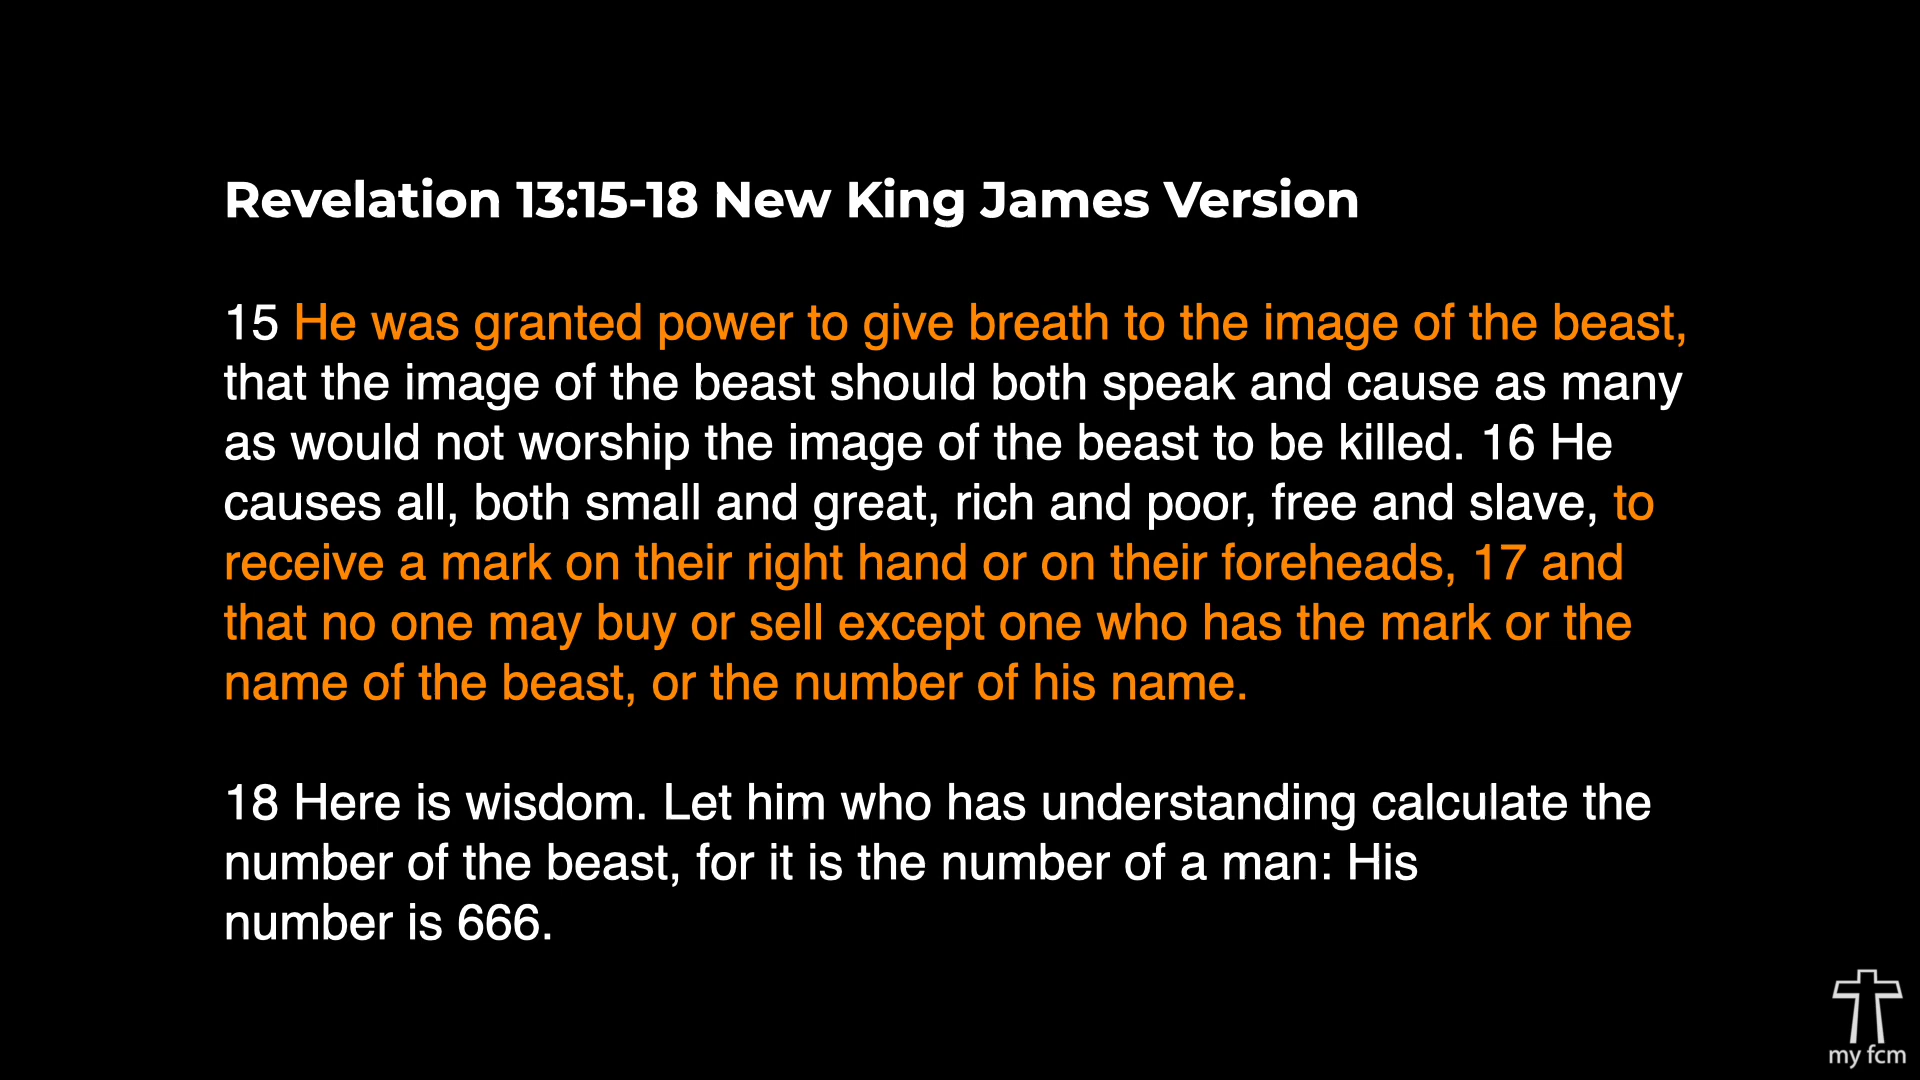 Revelation 13:15-18 New King James Version
15 He was granted power to give breath to the image of the beast,
that the image of the beast should both speak and cause as many
as would not worship the image of the beast to be killed. 16 He
causes all, both small and great, rich and poor, free and slave, to
receive a mark on their right hand or on their foreheads, 17 and
that no one may buy or sell except one who has the mark or the
name of the beast, or the number of his name.
18 Here is wisdom. Let him who has understanding calculate the
number of the beast, for it is the number of a man: His
number is 666.
my fcm